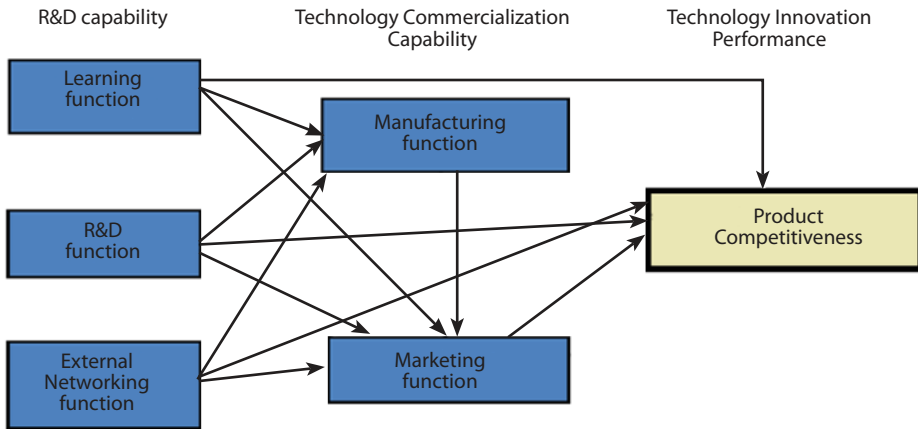 R&D capability
Technology Commercialization
Capability
Technology Innovation
Performance
Learning
function
Manufacturing
function
R&D
function
Product
Competitiveness
External
Networking
function
Marketing
function